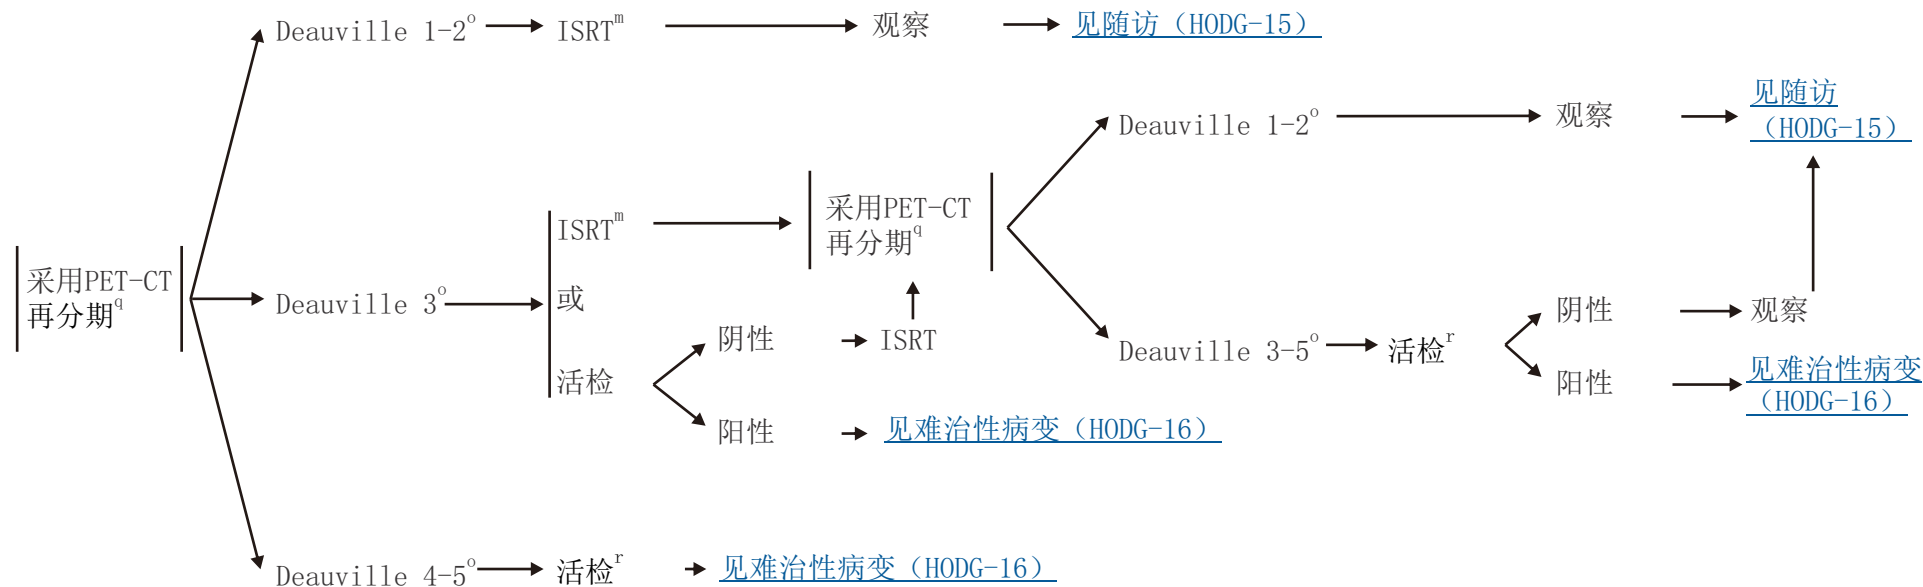 Deauville 1-2° ISRTᵐ 观察 见随访（HODG-15）
见随访
（HODG-15）
Deauville 1-2° 观察
采用PET-CT
再分期q
ISRTᵐ
采用PET-CT
再分期q
Deauville 3°
或
阴性 ISRT
活检
阳性 见难治性病变（HODG-16）
Deauville 3-5° 活检ʳ
阴性 观察
阳性 见难治性病变
（HODG-16）
Deauville 4-5° 活检ʳ 见难治性病变（HODG-16）